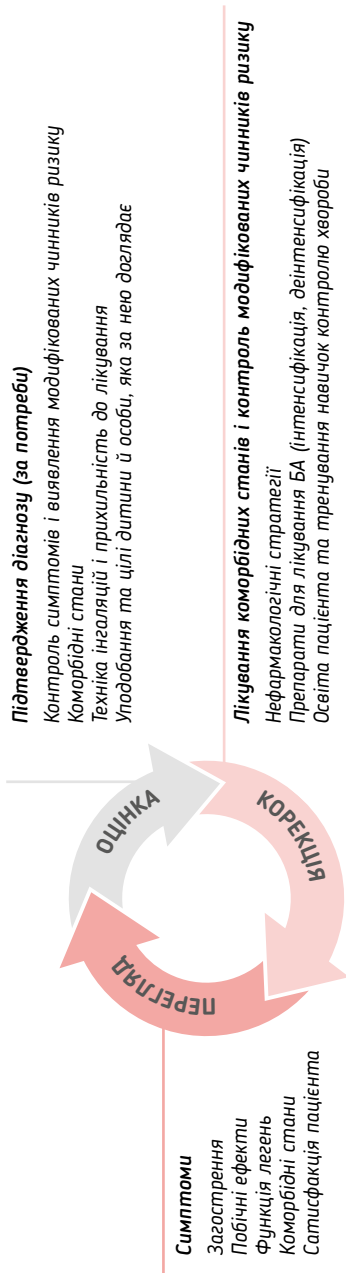 Підтвердження діагнозу (за потреби)
Контроль симптомів і виявлення модифікованих чинників ризику
Коморбідні стани
Техніка інгаляцій і прихильність до лікування
Уподобання та цілі дитини й особи, яка за нею доглядає
ОЦІНКА
КОРЕКЦІЯ
ПЕРЕГЛЯД
Лікування коморбідних станів і контроль модифікованих чинників ризику
Нефармакологічні стратегії
Препарати для лікування БА (інтенсифікація, деінтенсифікація)
Освіта пацієнта та тренування навичок контролю хвороби
Симптоми
Загострення
Побічні ефекти
Функція легень
Коморбідні стани
Сатисфакція пацієнта